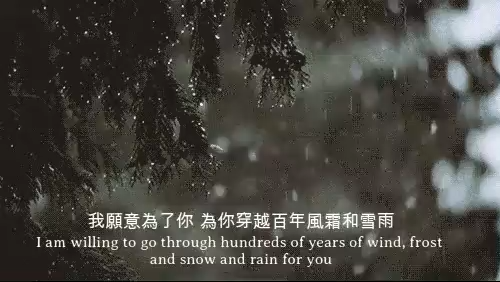 我願意為了你 為你穿越百年風霜和雪雨
I am willing to go through hundreds of years of wind, frost
and snow and rain for you